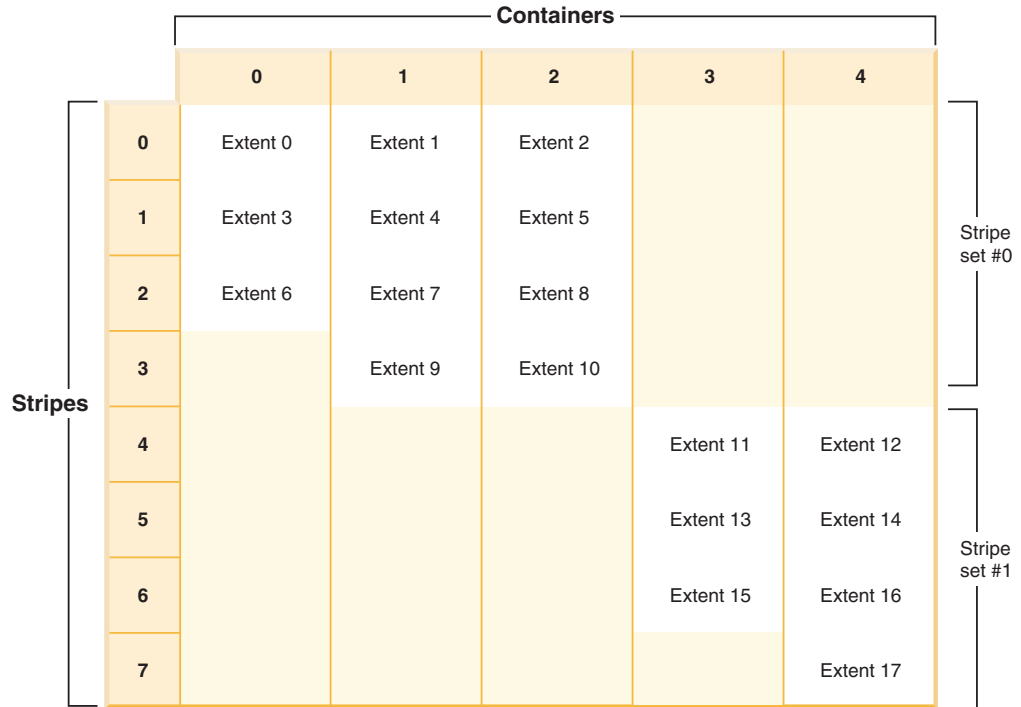 Containers
0 1 2 3 4
0 Extent 0 Extent 1 Extent 2
1 Extent 3 Extent 4 Extent 5
Stripe
set #0
2 Extent 6 Extent 7 Extent 8
3 Extent 9 Extent 10
Stripes
4 Extent 11 Extent 12
5 Extent 13 Extent 14
Stripe
set #1
6 Extent 15 Extent 16
7 Extent 17